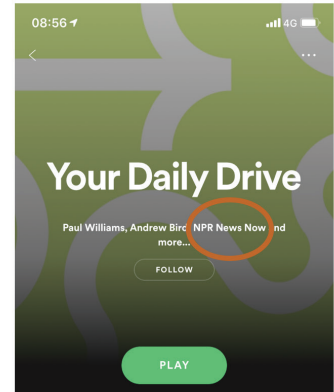 08:56
4G
Your Daily Drive
Paul Williams, Andrew Bird, NPR News Now and
more...
FOLLOW
PLAY